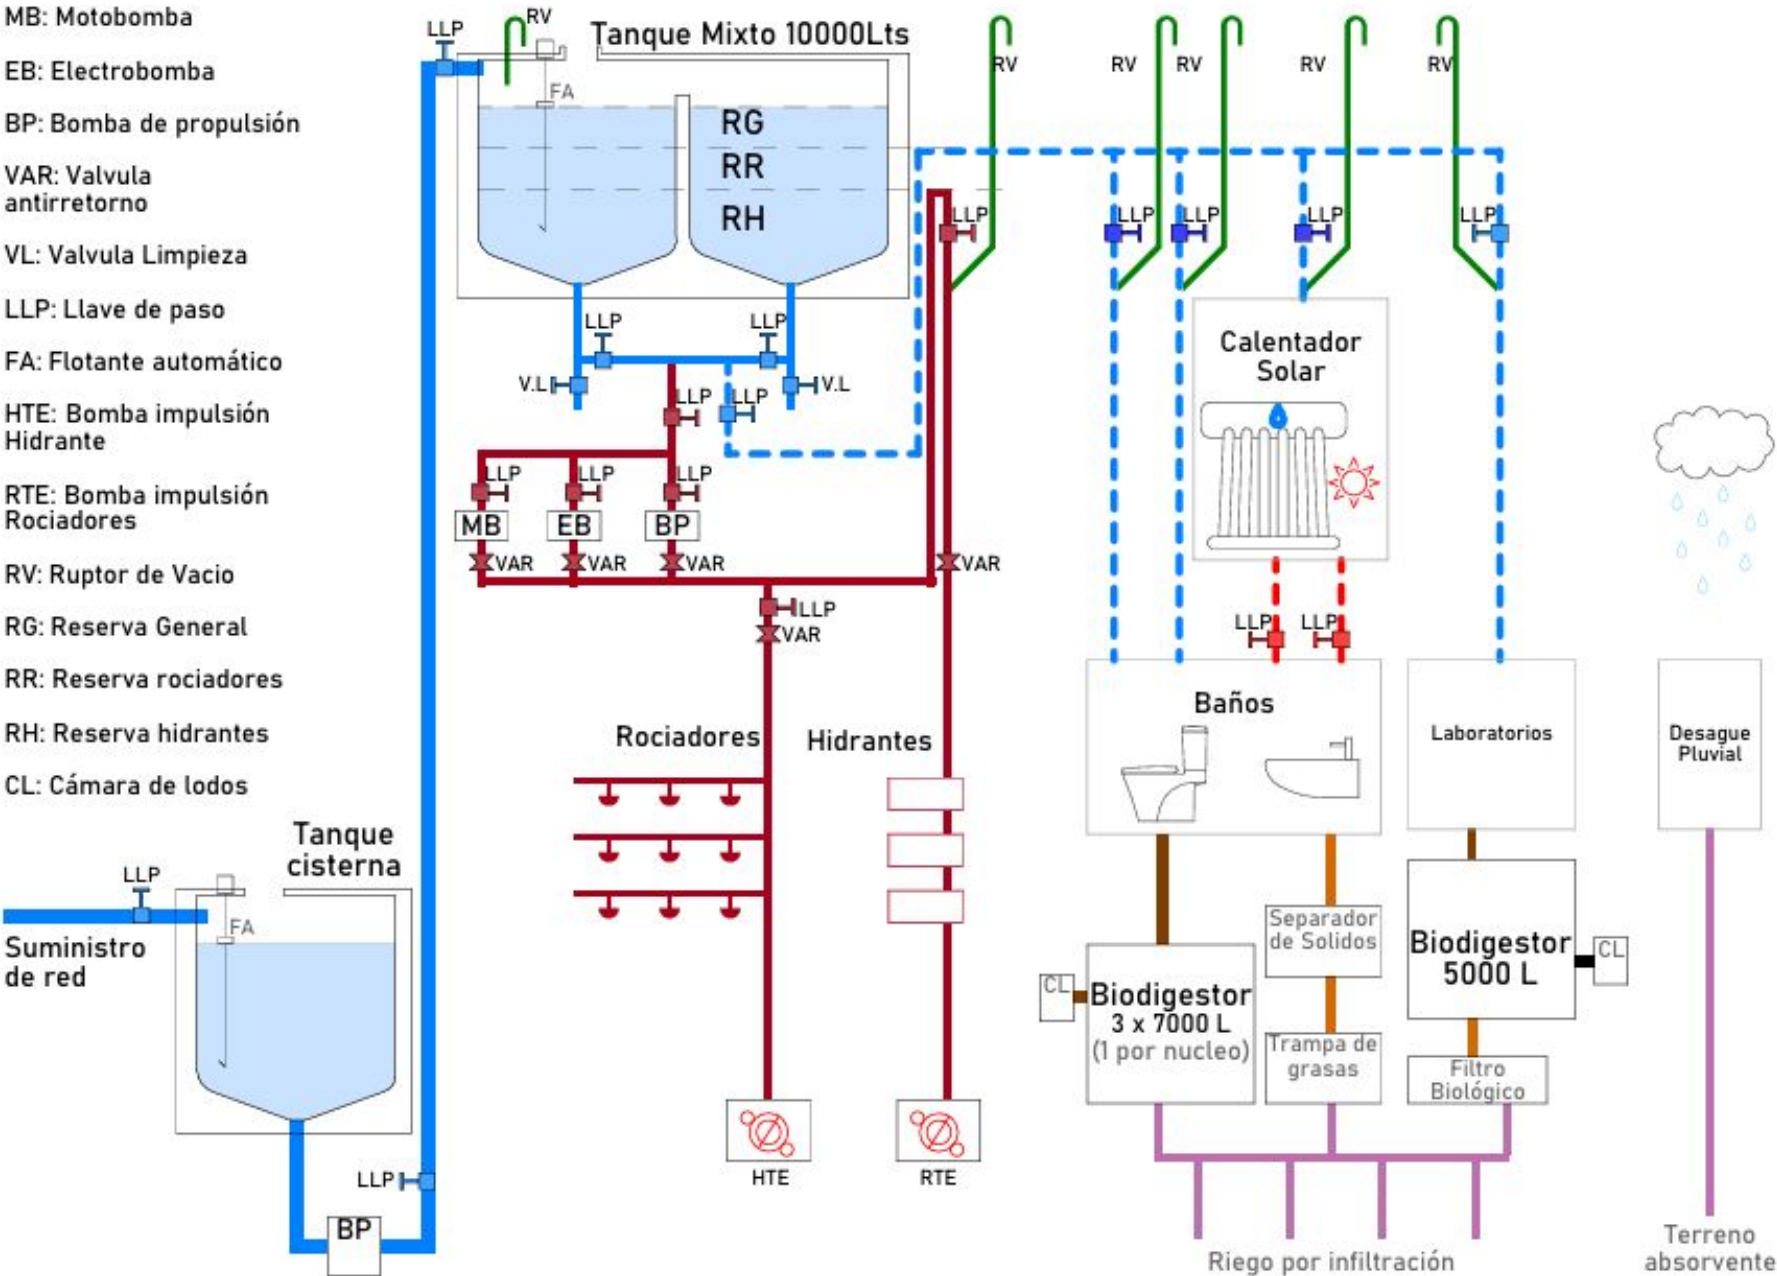 MB: Motobomba
EB: Electrobomba
BP: Bomba de propulsión
VAR: Valvula
antirretorno
VL: Valvula Limpieza
LLP: Llave de paso
FA: Flotante automático
HTE: Bomba impulsión
Hidrante
RTE: Bomba impulsión
Rociadores
RV: Ruptor de Vacio
RG: Reserva General
RR: Reserva rociadores
RH: Reserva hidrantes
CL: Cámara de lodos
LLP
RV
Tanque Mixto 10000Lts
FA
RG
RR
RH
RV
RV
RV
RV
RV
LLP
LLP
LLP
LLP
LLP
LLP
LLP
V.L
V.L
LLP
LLP
LLP
LLP
LLP
MB
EB
BP
VAR
VAR
VAR
VAR
LLP
VAR
Calentador
Solar
LLP
LLP
Rociadores
Hidrantes
HTE
RTE
Baños
Laboratorios
Desague
Pluvial
Tanque
cisterna
LLP
FA
Suministro
de red
LLP
BP
CL
Biodigestor
3 x 7000 L
(1 por nucleo)
Separador
de Solidos
Trampa de
grasas
Biodigestor
5000 L
CL
Filtro
Biológico
Riego por infiltración
Terreno
absorvente